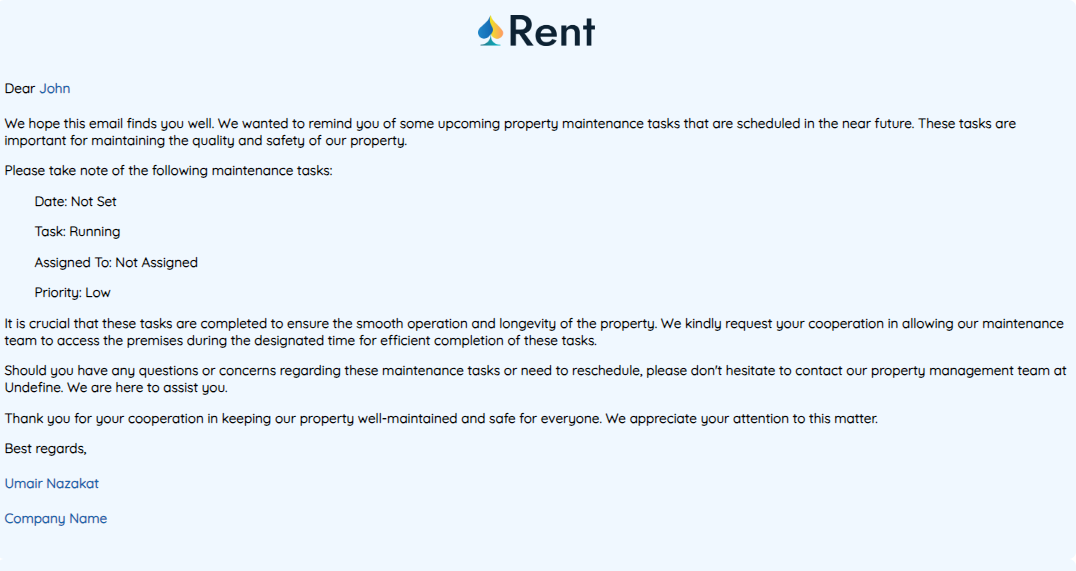 Rent
Dear John
We hope this email finds you well. We wanted to remind you of some upcoming property maintenance tasks that are scheduled in the near future. These tasks are
important for maintaining the quality and safety of our property.
Please take note of the following maintenance tasks:
Date: Not Set
Task: Running
Assigned To: Not Assigned
Priority: Low
It is crucial that these tasks are completed to ensure the smooth operation and longevity of the property. We kindly request your cooperation in allowing our maintenance
team to access the premises during the designated time for efficient completion of these tasks.
Should you have any questions or concerns regarding these maintenance tasks or need to reschedule, please don't hesitate to contact our property management team at
Undefine. We are here to assist you.
Thank you for your cooperation in keeping our property well-maintained and safe for everyone. We appreciate your attention to this matter.
Best regards,
Umair Nazakat
Company Name